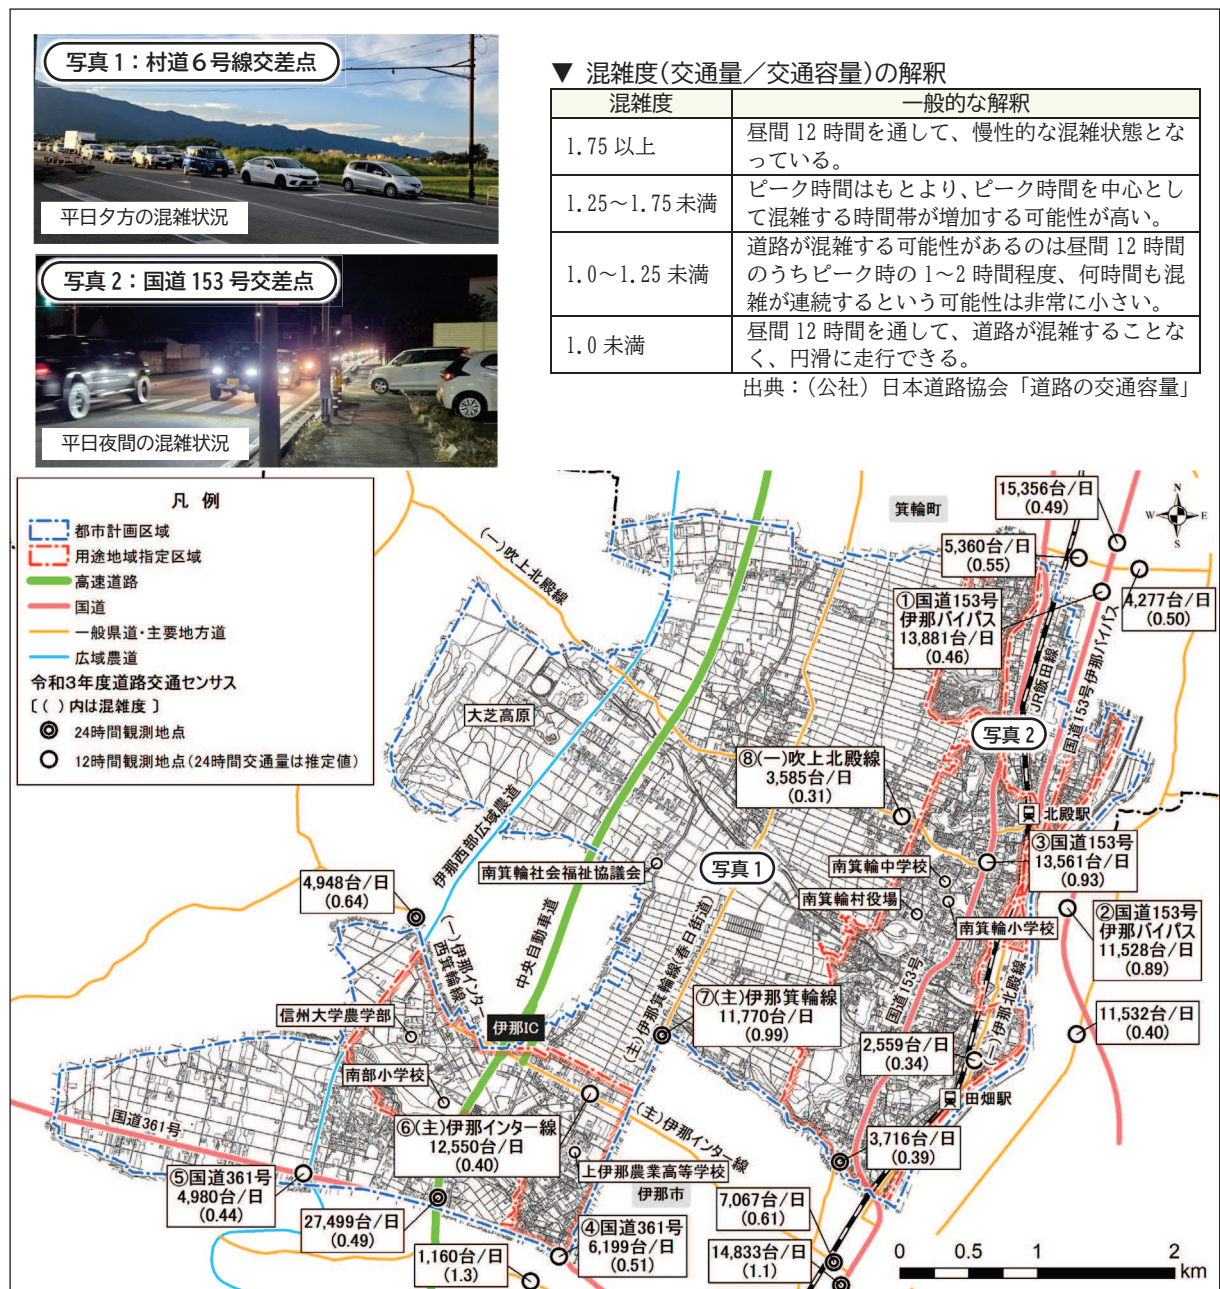 写真1：村道6号線交差点
平日夕方の混雑状況
写真2：国道153号交差点
平日夜間の混雑状況
▼ 混雑度(交通量／交通容量)の解釈
混雑度 一般的な解釈
1.75以上 昼間12時間を通して、慢性的な混雑状態とな
っている。
1.25～1.75未満 ピーク時間はもとより、ピーク時間を中心とし
て混雑する時間帯が増加する可能性が高い。
1.0～1.25未満 道路が混雑する可能性があるのは昼間12時間
のうちピーク時の1～2時間程度、何時間も混
雑が連続するという可能性は非常に小さい。
1.0未満 昼間12時間を通して、道路が混雑することな
く、円滑に走行できる。
出典：(公社) 日本道路協会「道路の交通容量」
凡 例
都市計画区域
用途地域指定区域
高速道路
国道
一般県道・主要地方道
広域農道
令和3年度道路交通センサス
[( )内は混雑度 ]
24時間観測地点
12時間観測地点(24時間交通量は推定値)
箕輪町
N
W E
S
15,356台/日
(0.49)
5,360台/日
(0.55)
4,277台/日
(0.50)
①国道153号
伊那バイパス
13,881台/日
(0.46)
(一)吹上北殿線
JR飯田線
国道153号伊那バイパス
大芝高原
写真2
⑧(一)吹上北殿線
3,585台/日
(0.31)
北殿駅
伊那西部広域農道
南箕輪社会福祉協議会
写真1
南箕輪中学校
③国道153号
13,561台/日
(0.93)
南箕輪村役場
南箕輪小学校
4,948台/日
(0.64)
②国道153号
伊那バイパス
11,528台/日
(0.89)
(一)伊那インター
西箕輪線
中央自動車道
(主)伊那箕輪線(春日街道)
国道153号
(一)伊那北殿線
⑦(主)伊那箕輪線
11,770台/日
(0.99)
信州大学農学部
伊那IC
11,532台/日
(0.40)
2,559台/日
(0.34)
南部小学校
田畑駅
国道361号
⑥(主)伊那インター線
12,550台/日
(0.40)
(主)伊那インター線
3,716台/日
(0.39)
上伊那農業高等学校
⑤国道361号
4,980台/日
(0.44)
伊那市
7,067台/日
(0.61)
27,499台/日
(0.49)
④国道361号
6,199台/日
(0.51)
1,160台/日
(1.3)
14,833台/日
(1.1)
0 0.5 1 2
km